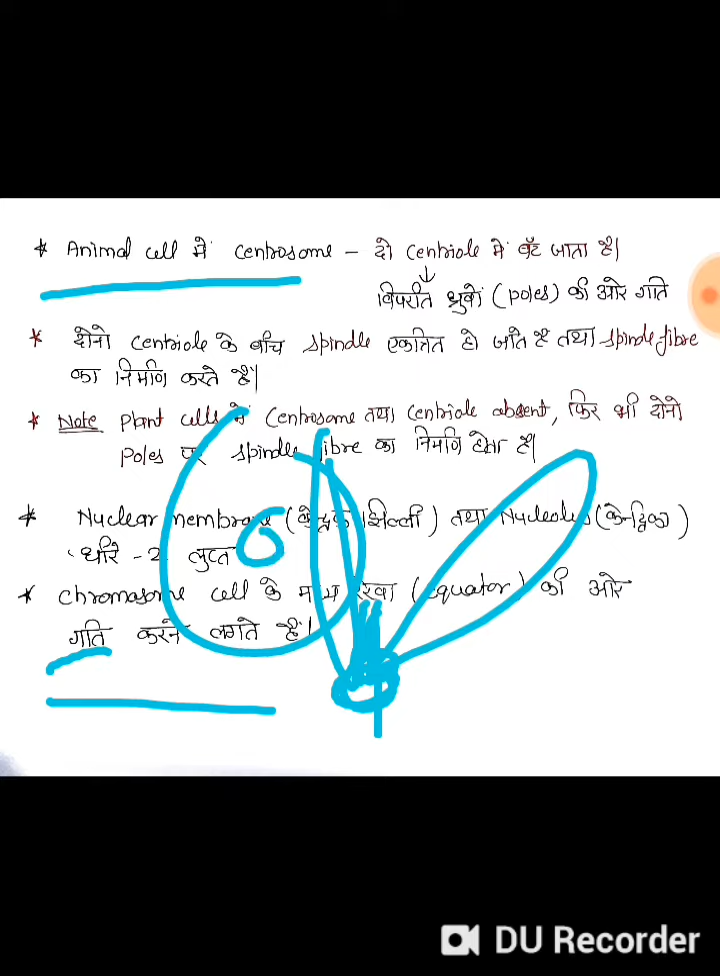 * Animal cell में centrosome – दो centriole में बँट जाता है।
विपरीत ध्रुवों (poles) की ओर गति
* दोनो centriole के बीच spindle एकत्रित हो जाते है तथा spindle fibre
का निर्माण करते है।
* Note Plant cells में centrosome तथा centriole absent, फिर भी दोनो
poles पर spindle fibre का निर्माण होता है।
* Nuclear membrane (केन्द्रक झिल्ली) तथा Nucleolus (केन्द्रिका)
धीरे -2 लुप्त
* chromosome cell के मध्य रेखा (equator) की ओर
गति करने लगते हैं।
DU Recorder